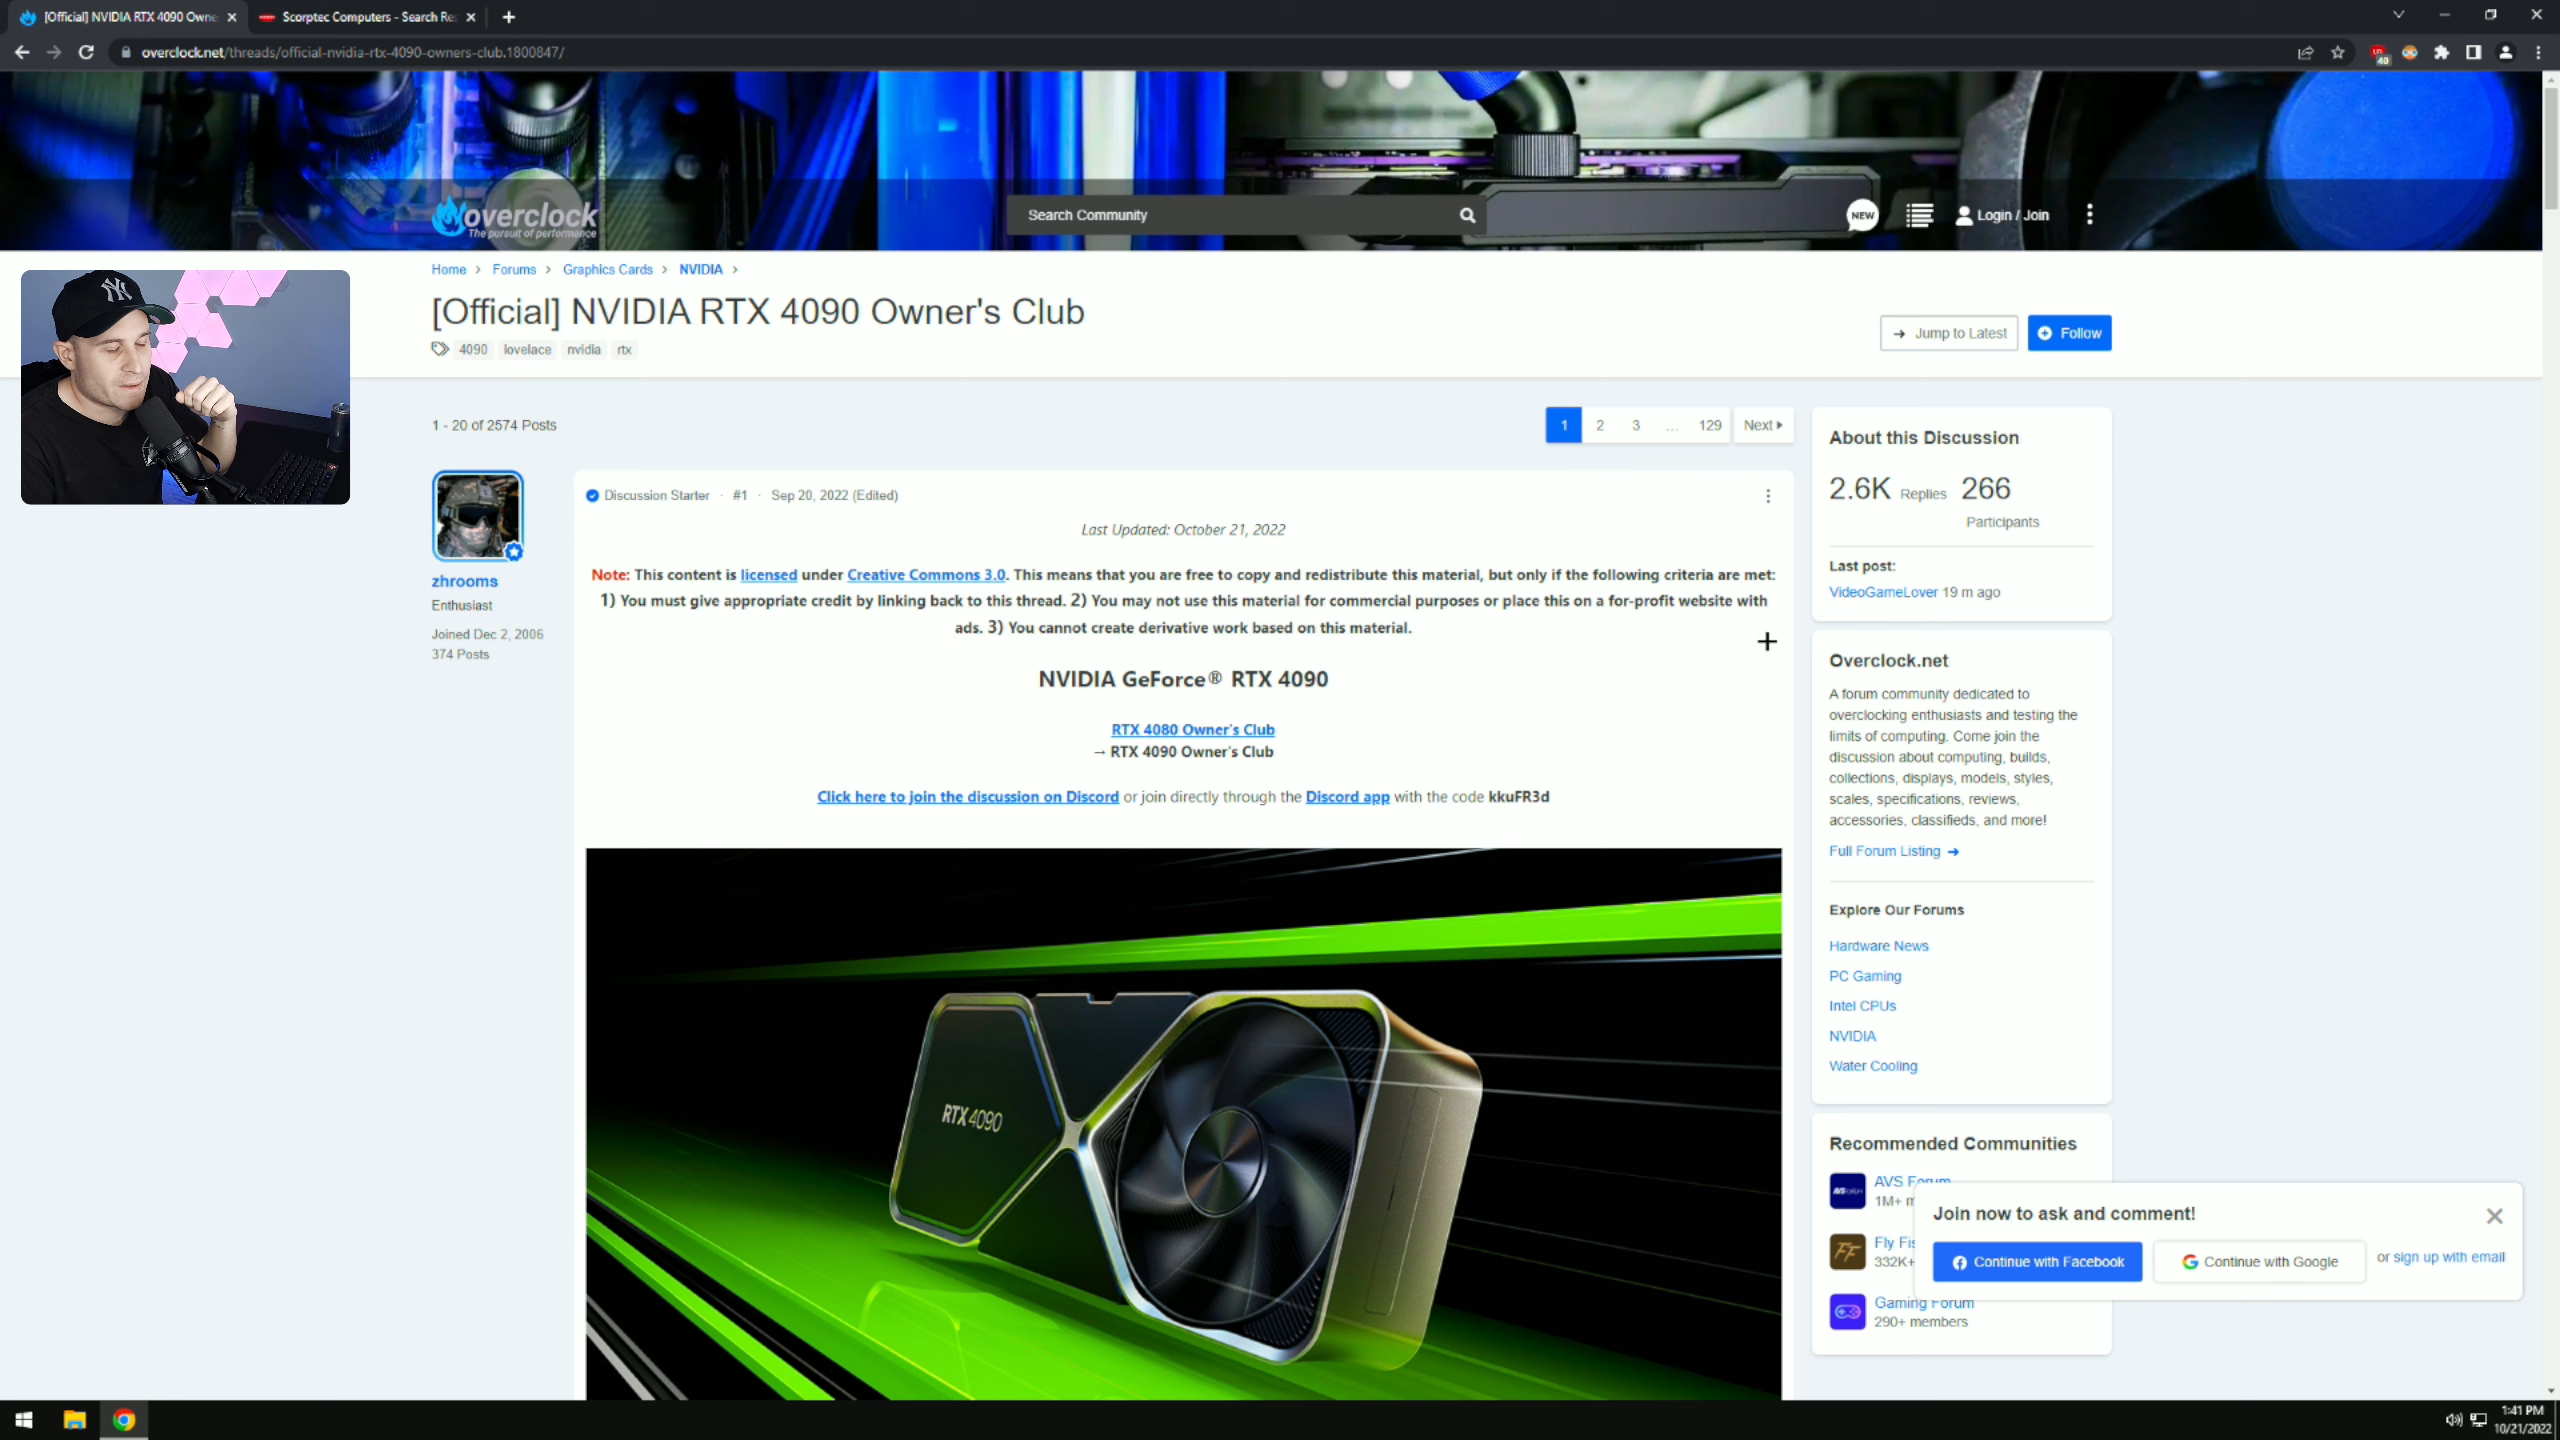 [Official] NVIDIA RTX 4090 Owne
Scorptec Computers - Search Re
overclock.net/threads/official-nvidia-rtx-4090-owners-club.1800847/
40
overclock
The pursuit of performance
Search Community
NEW
Login / Join
Home > Forums > Graphics Cards > NVIDIA >
[Official] NVIDIA RTX 4090 Owner's Club
4090 lovelace nvidia rtx
Jump to Latest
Follow
1 - 20 of 2574 Posts
1 2 3 ... 129 Next
zhrooms
Enthusiast
Joined Dec 2, 2006
374 Posts
Discussion Starter · #1 · Sep 20, 2022 (Edited)
Last Updated: October 21, 2022
Note: This content is licensed under Creative Commons 3.0. This means that you are free to copy and redistribute this material, but only if the following criteria are met:
1) You must give appropriate credit by linking back to this thread. 2) You may not use this material for commercial purposes or place this on a for-profit website with
ads. 3) You cannot create derivative work based on this material.
NVIDIA GeForce® RTX 4090
RTX 4080 Owner's Club
→ RTX 4090 Owner's Club
Click here to join the discussion on Discord or join directly through the Discord app with the code kkuFR3d
RTX 4090
About this Discussion
2.6K Replies 266
Participants
Last post:
VideoGameLover 19 m ago
Overclock.net
A forum community dedicated to
overclocking enthusiasts and testing the
limits of computing. Come join the
discussion about computing, builds,
collections, displays, models, styles,
scales, specifications, reviews,
accessories, classifieds, and more!
Full Forum Listing →
Explore Our Forums
Hardware News
PC Gaming
Intel CPUs
NVIDIA
Water Cooling
Recommended Communities
AVS Forum
1M+ m
Fly Fis
332K+
Gaming Forum
290+ members
Join now to ask and comment!
Continue with Facebook
Continue with Google
or sign up with email
1:41 PM
10/21/2022